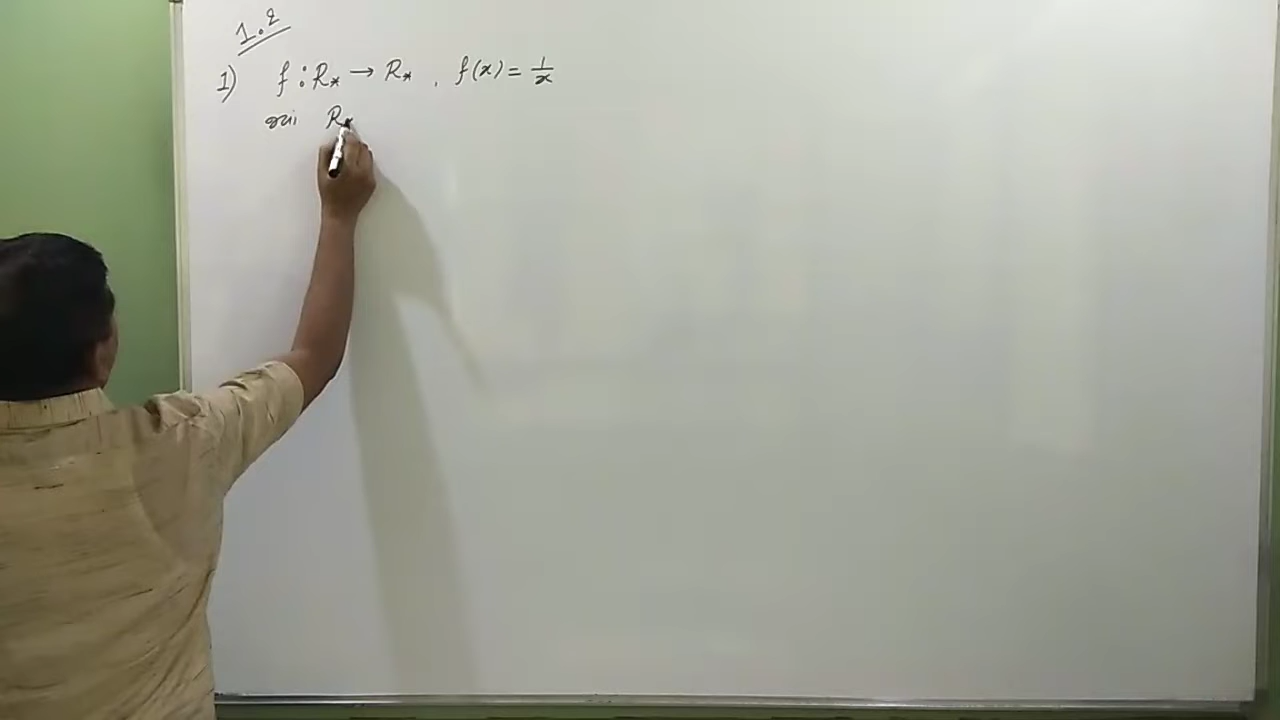 1.2
1) f : R* → R* , f(x) = 1/x
R*